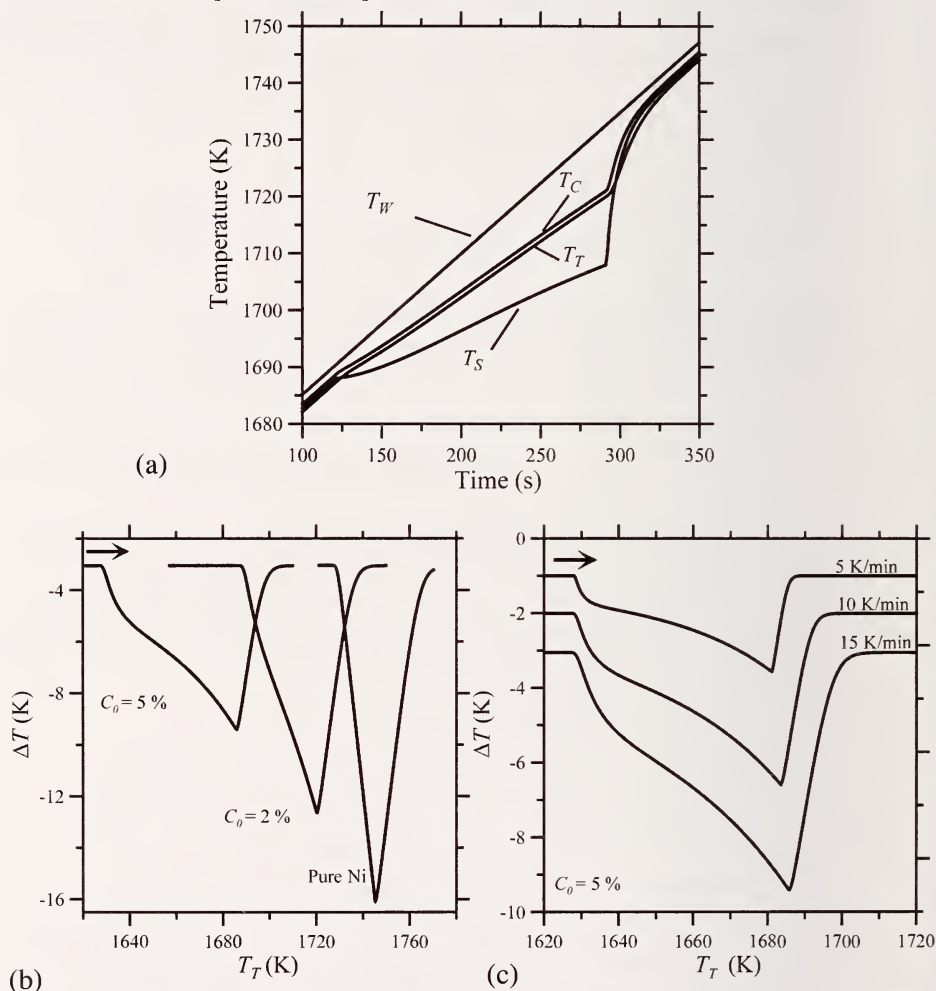 1750
1740
1730
1720
1710
1700
1690
1680
Temperature (K)
T_W
T_C
T_T
T_S
100
150
200
250
300
350
Time (s)
(a)
-4
-8
-12
-16
ΔT (K)
C_0 = 5 %
C_0 = 2 %
Pure Ni
1640
1680
1720
1760
T_T (K)
(b)
0
-2
-4
-6
-8
-10
ΔT (K)
5 K/min
10 K/min
15 K/min
C_0 = 5 %
1620
1640
1660
1680
1700
1720
T_T (K)
(c)